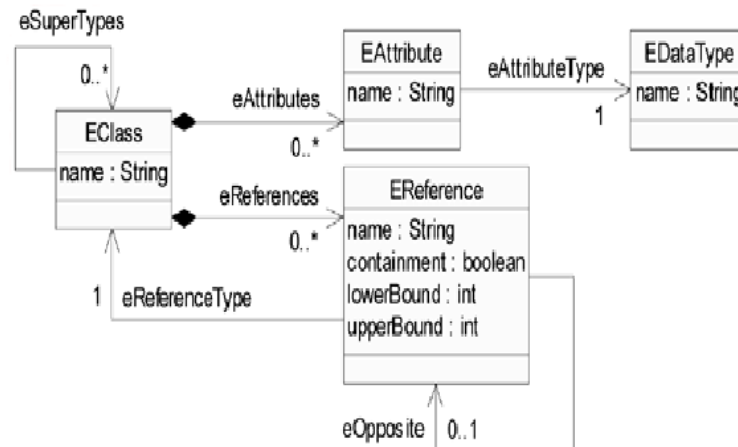 eSuperTypes
0..*
EClass
name : String
eAttributes
0..*
EAttribute
name : String
eAttributeType
1
EDataType
name : String
eReferences
0..*
EReference
name : String
containment : boolean
lowerBound : int
upperBound : int
1 eReferenceType
eOpposite 0..1